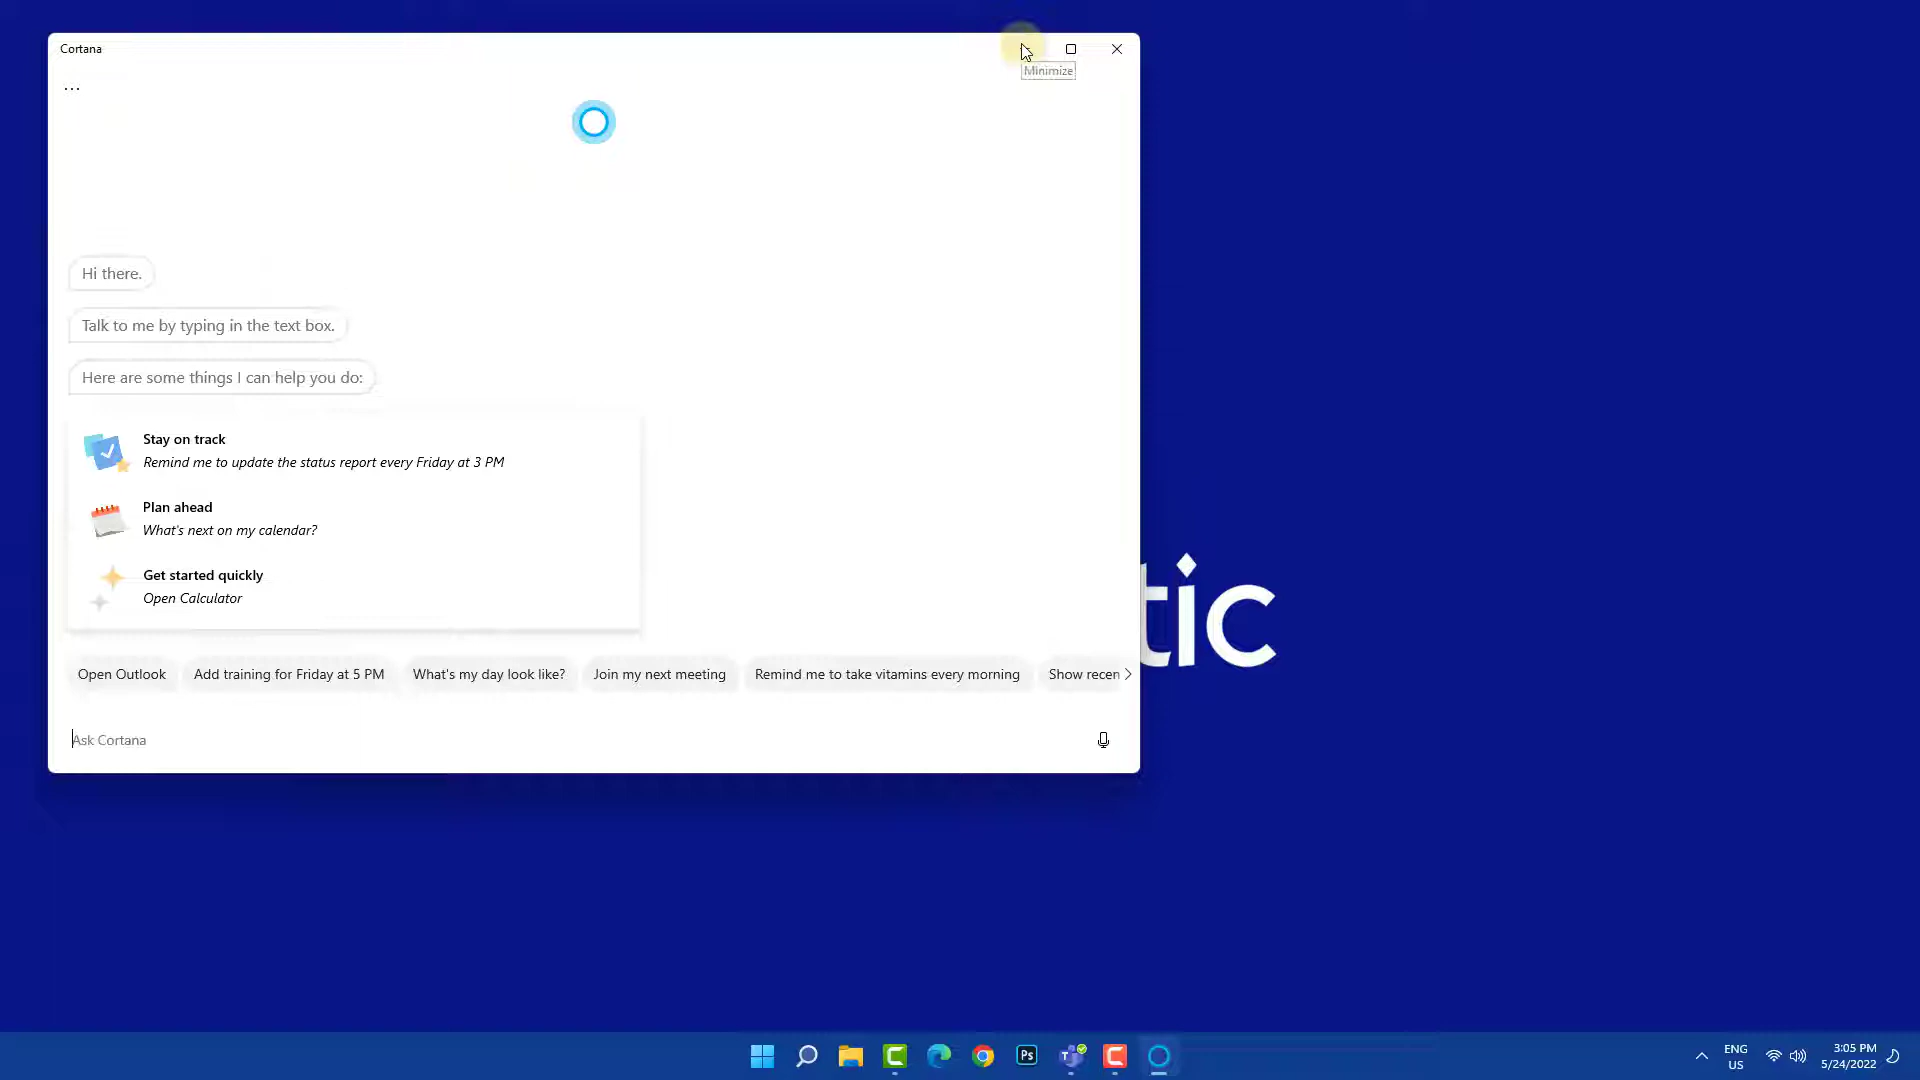 Cortana
Minimize
...
Hi there.
Talk to me by typing in the text box.
Here are some things I can help you do:
Stay on track
Remind me to update the status report every Friday at 3 PM
Plan ahead
What's next on my calendar?
Get started quickly
Open Calculator
Open Outlook
Add training for Friday at 5 PM
What's my day look like?
Join my next meeting
Remind me to take vitamins every morning
Show recen
Ask Cortana
tic
Ps
T
ENG
US
3:05 PM
5/24/2022